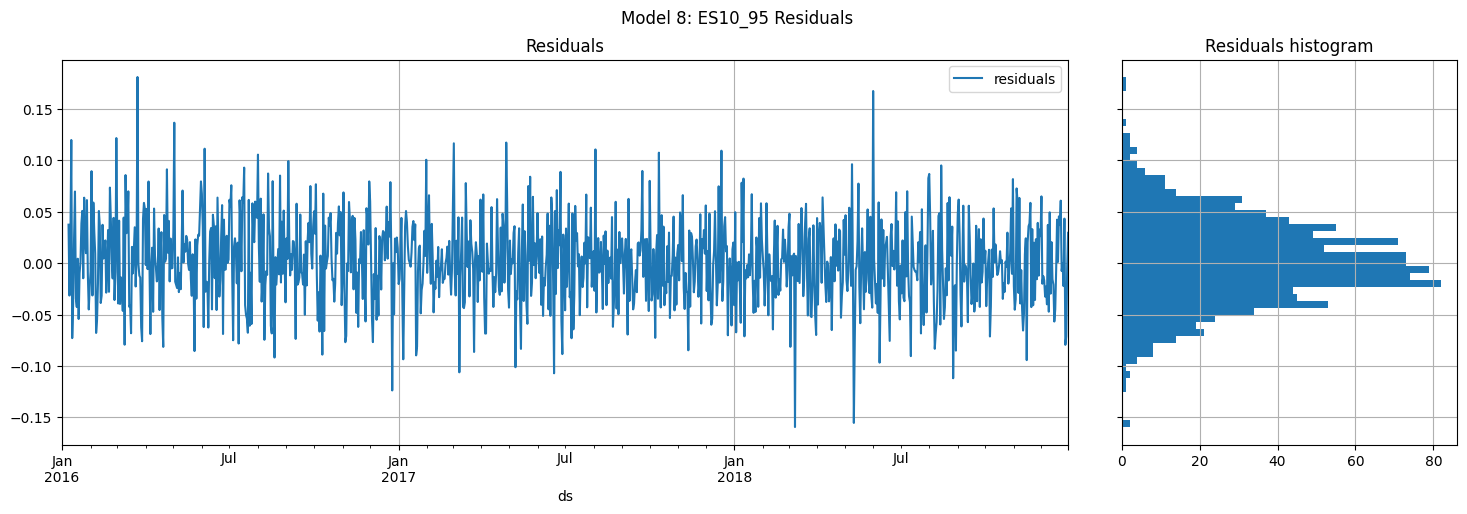 Model 8: ES10_95 Residuals
Residuals
residuals
0.15
0.10
0.05
0.00
−0.05
−0.10
−0.15
Jan
2016
Jul
Jan
2017
Jul
Jan
2018
Jul
ds
Residuals histogram
0
20
40
60
80